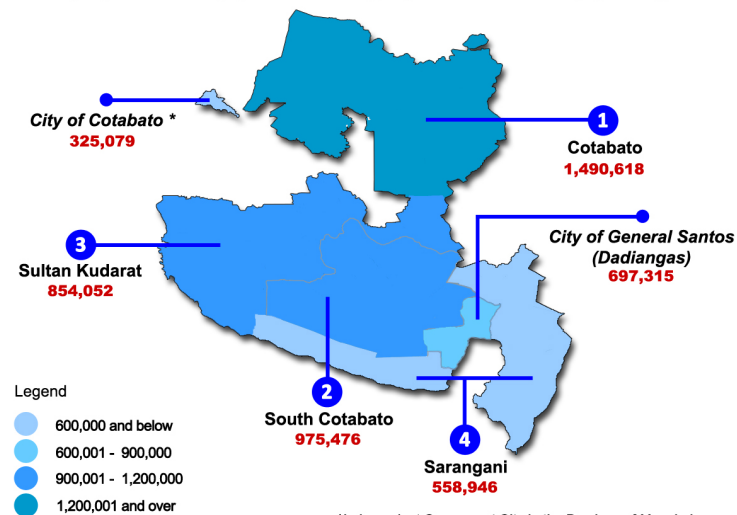 City of Cotabato *
325,079
1
Cotabato
1,490,618
3
Sultan Kudarat
854,052
City of General Santos
(Dadiangas)
697,315
2
South Cotabato
975,476
4
Sarangani
558,946
Legend
600,000 and below
600,001 - 900,000
900,001 - 1,200,000
1,200,001 and over